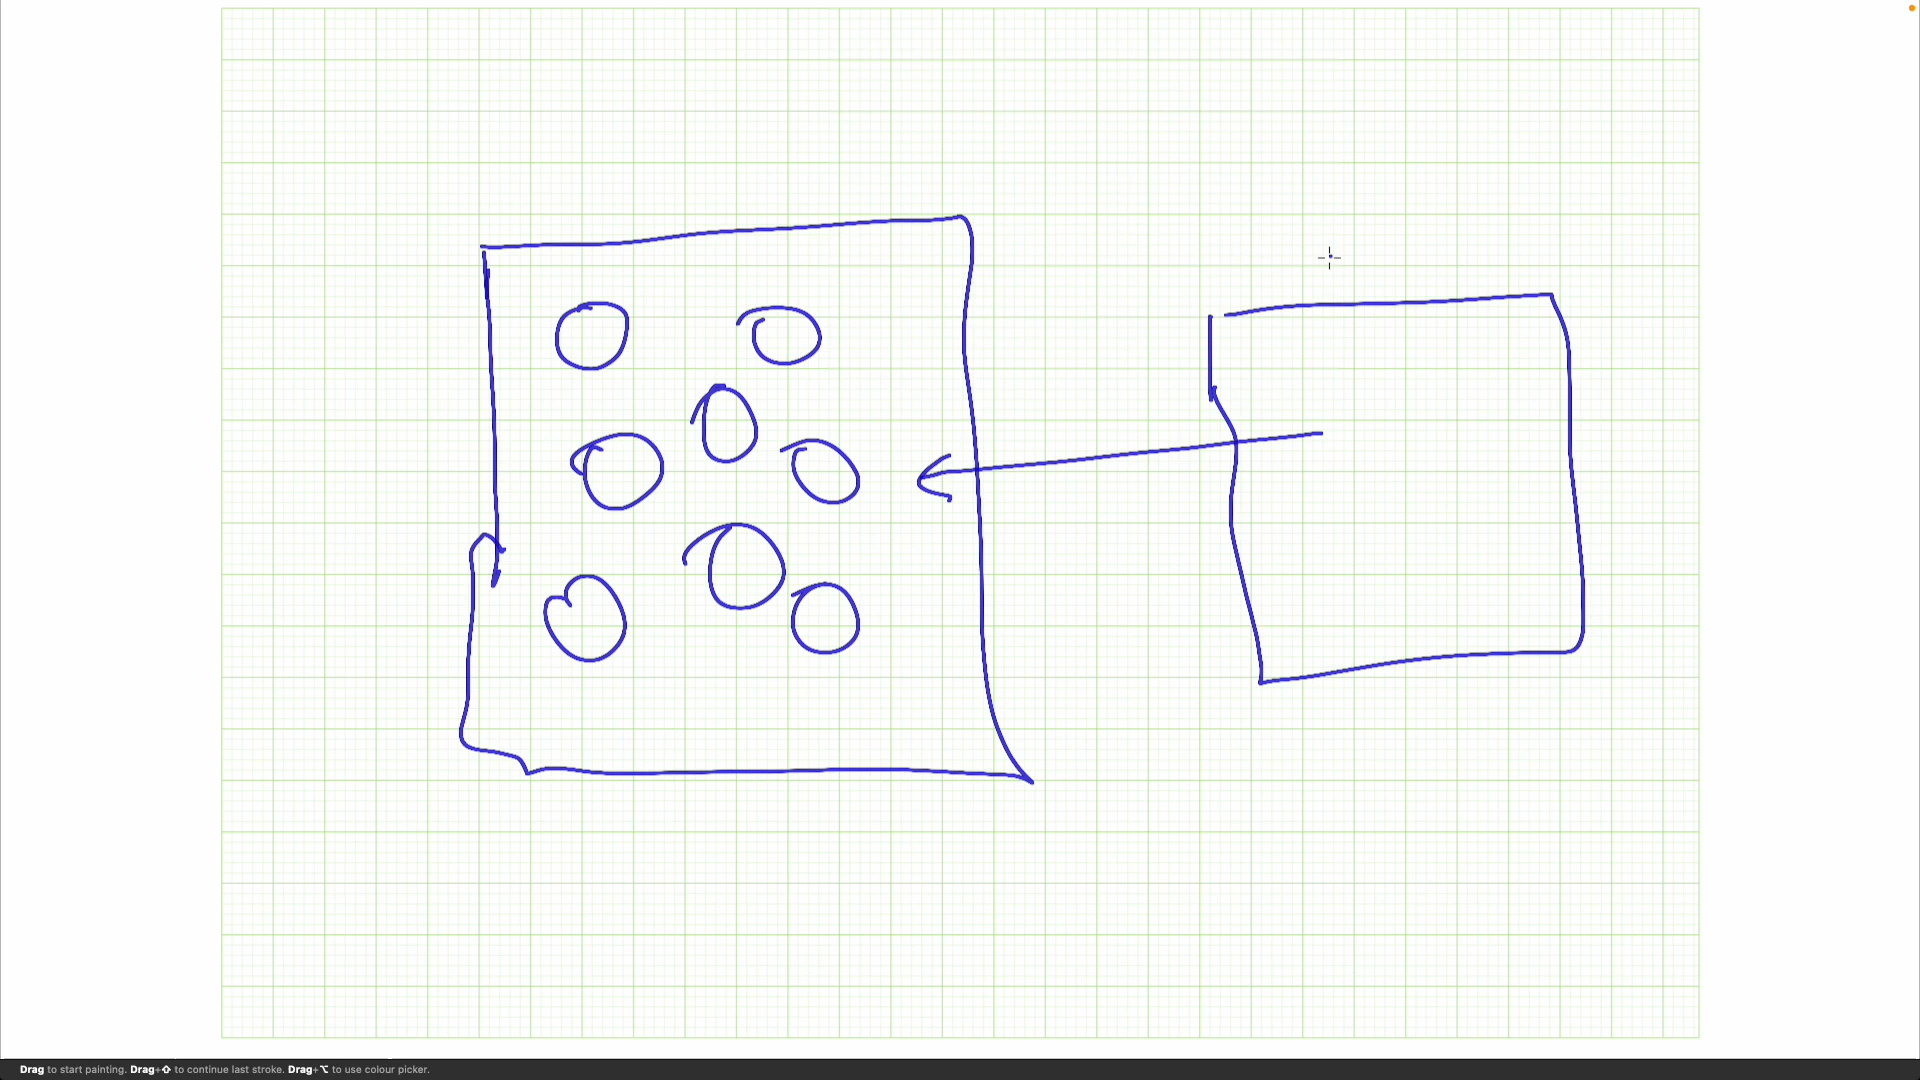 Drag to start painting. Drag+⇧ to continue last stroke. Drag+⌥ to use colour picker.